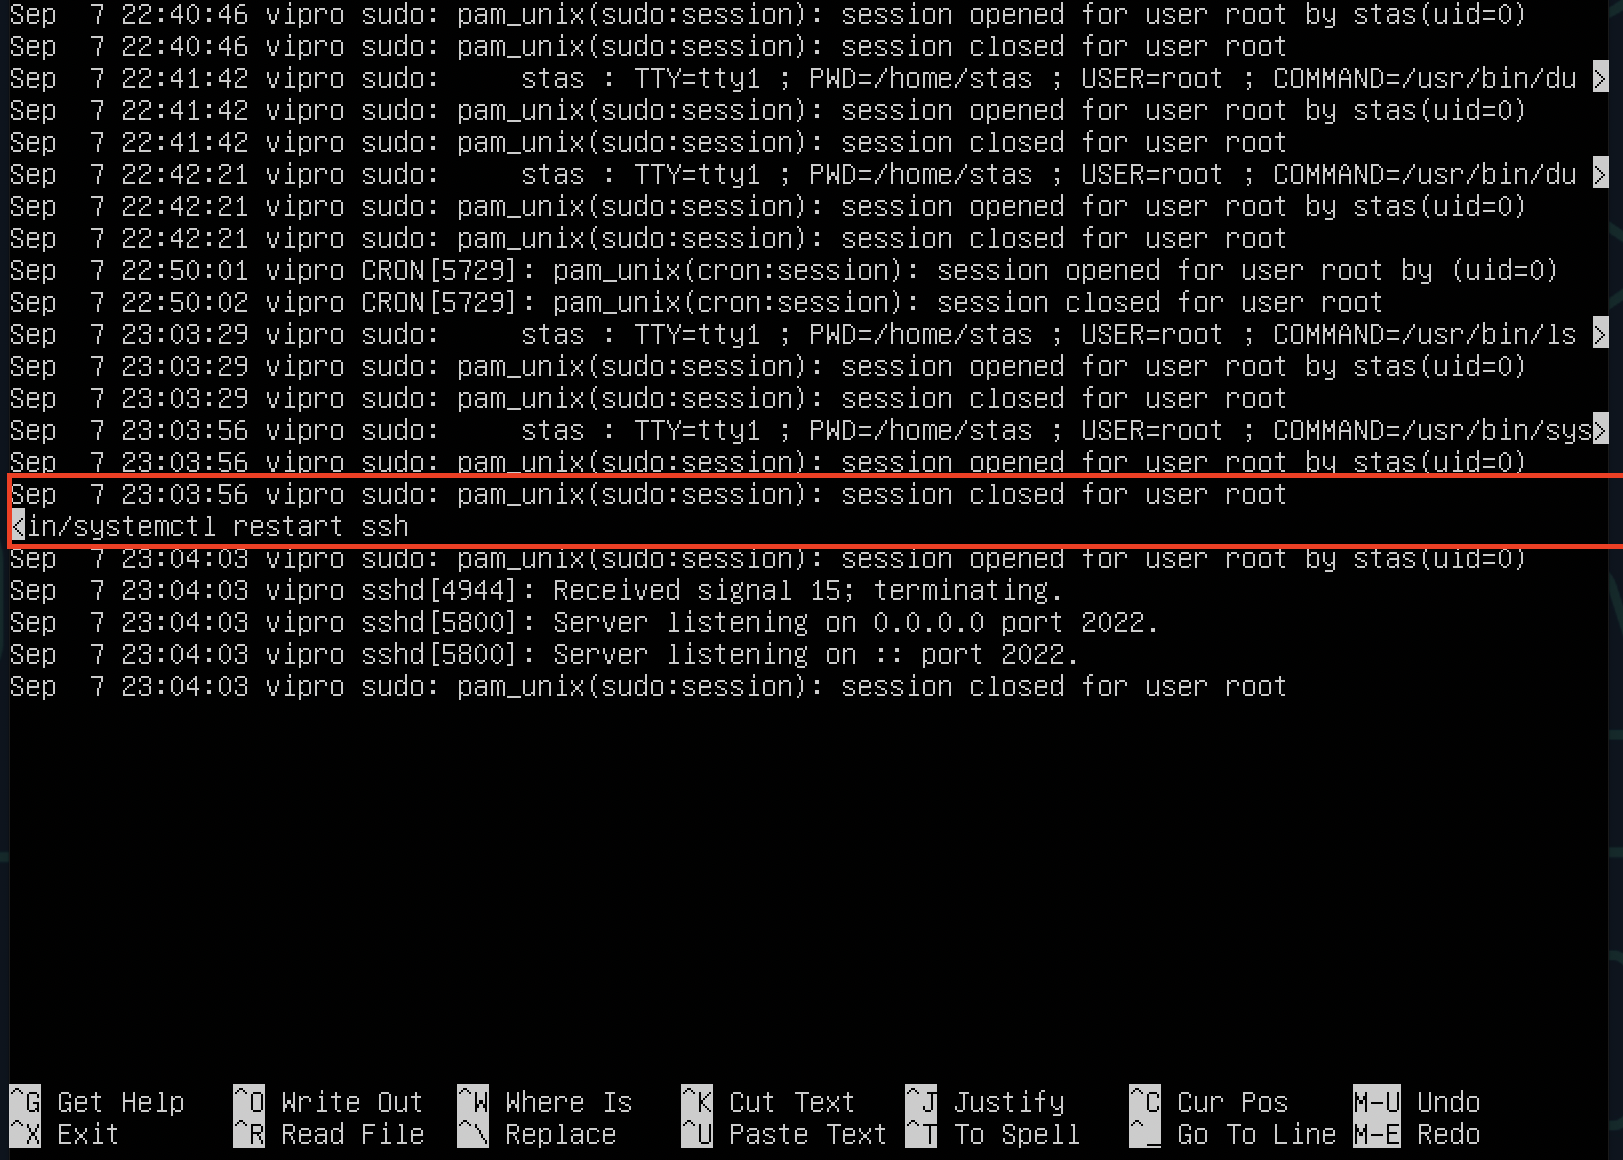 Sep  7 22:40:46 vipro sudo: pam_unix(sudo:session): session opened for user root by stas(uid=0)
Sep  7 22:40:46 vipro sudo: pam_unix(sudo:session): session closed for user root
Sep  7 22:41:42 vipro sudo:     stas : TTY=tty1 ; PWD=/home/stas ; USER=root ; COMMAND=/usr/bin/du >
Sep  7 22:41:42 vipro sudo: pam_unix(sudo:session): session opened for user root by stas(uid=0)
Sep  7 22:41:42 vipro sudo: pam_unix(sudo:session): session closed for user root
Sep  7 22:42:21 vipro sudo:     stas : TTY=tty1 ; PWD=/home/stas ; USER=root ; COMMAND=/usr/bin/du >
Sep  7 22:42:21 vipro sudo: pam_unix(sudo:session): session opened for user root by stas(uid=0)
Sep  7 22:42:21 vipro sudo: pam_unix(sudo:session): session closed for user root
Sep  7 22:50:01 vipro CRON[5729]: pam_unix(cron:session): session opened for user root by (uid=0)
Sep  7 22:50:02 vipro CRON[5729]: pam_unix(cron:session): session closed for user root
Sep  7 23:03:29 vipro sudo:     stas : TTY=tty1 ; PWD=/home/stas ; USER=root ; COMMAND=/usr/bin/ls >
Sep  7 23:03:29 vipro sudo: pam_unix(sudo:session): session opened for user root by stas(uid=0)
Sep  7 23:03:29 vipro sudo: pam_unix(sudo:session): session closed for user root
Sep  7 23:03:56 vipro sudo:     stas : TTY=tty1 ; PWD=/home/stas ; USER=root ; COMMAND=/usr/bin/sys>
Sep  7 23:03:56 vipro sudo: pam_unix(sudo:session): session opened for user root by stas(uid=0)
Sep  7 23:03:56 vipro sudo: pam_unix(sudo:session): session closed for user root
<in/systemctl restart ssh
Sep  7 23:04:03 vipro sudo: pam_unix(sudo:session): session opened for user root by stas(uid=0)
Sep  7 23:04:03 vipro sshd[4944]: Received signal 15; terminating.
Sep  7 23:04:03 vipro sshd[5800]: Server listening on 0.0.0.0 port 2022.
Sep  7 23:04:03 vipro sshd[5800]: Server listening on :: port 2022.
Sep  7 23:04:03 vipro sudo: pam_unix(sudo:session): session closed for user root
^G Get Help ^O Write Out ^W Where Is ^K Cut Text ^J Justify ^C Cur Pos M-U Undo
^X Exit ^R Read File ^\ Replace ^U Paste Text ^T To Spell ^_ Go To Line M-E Redo